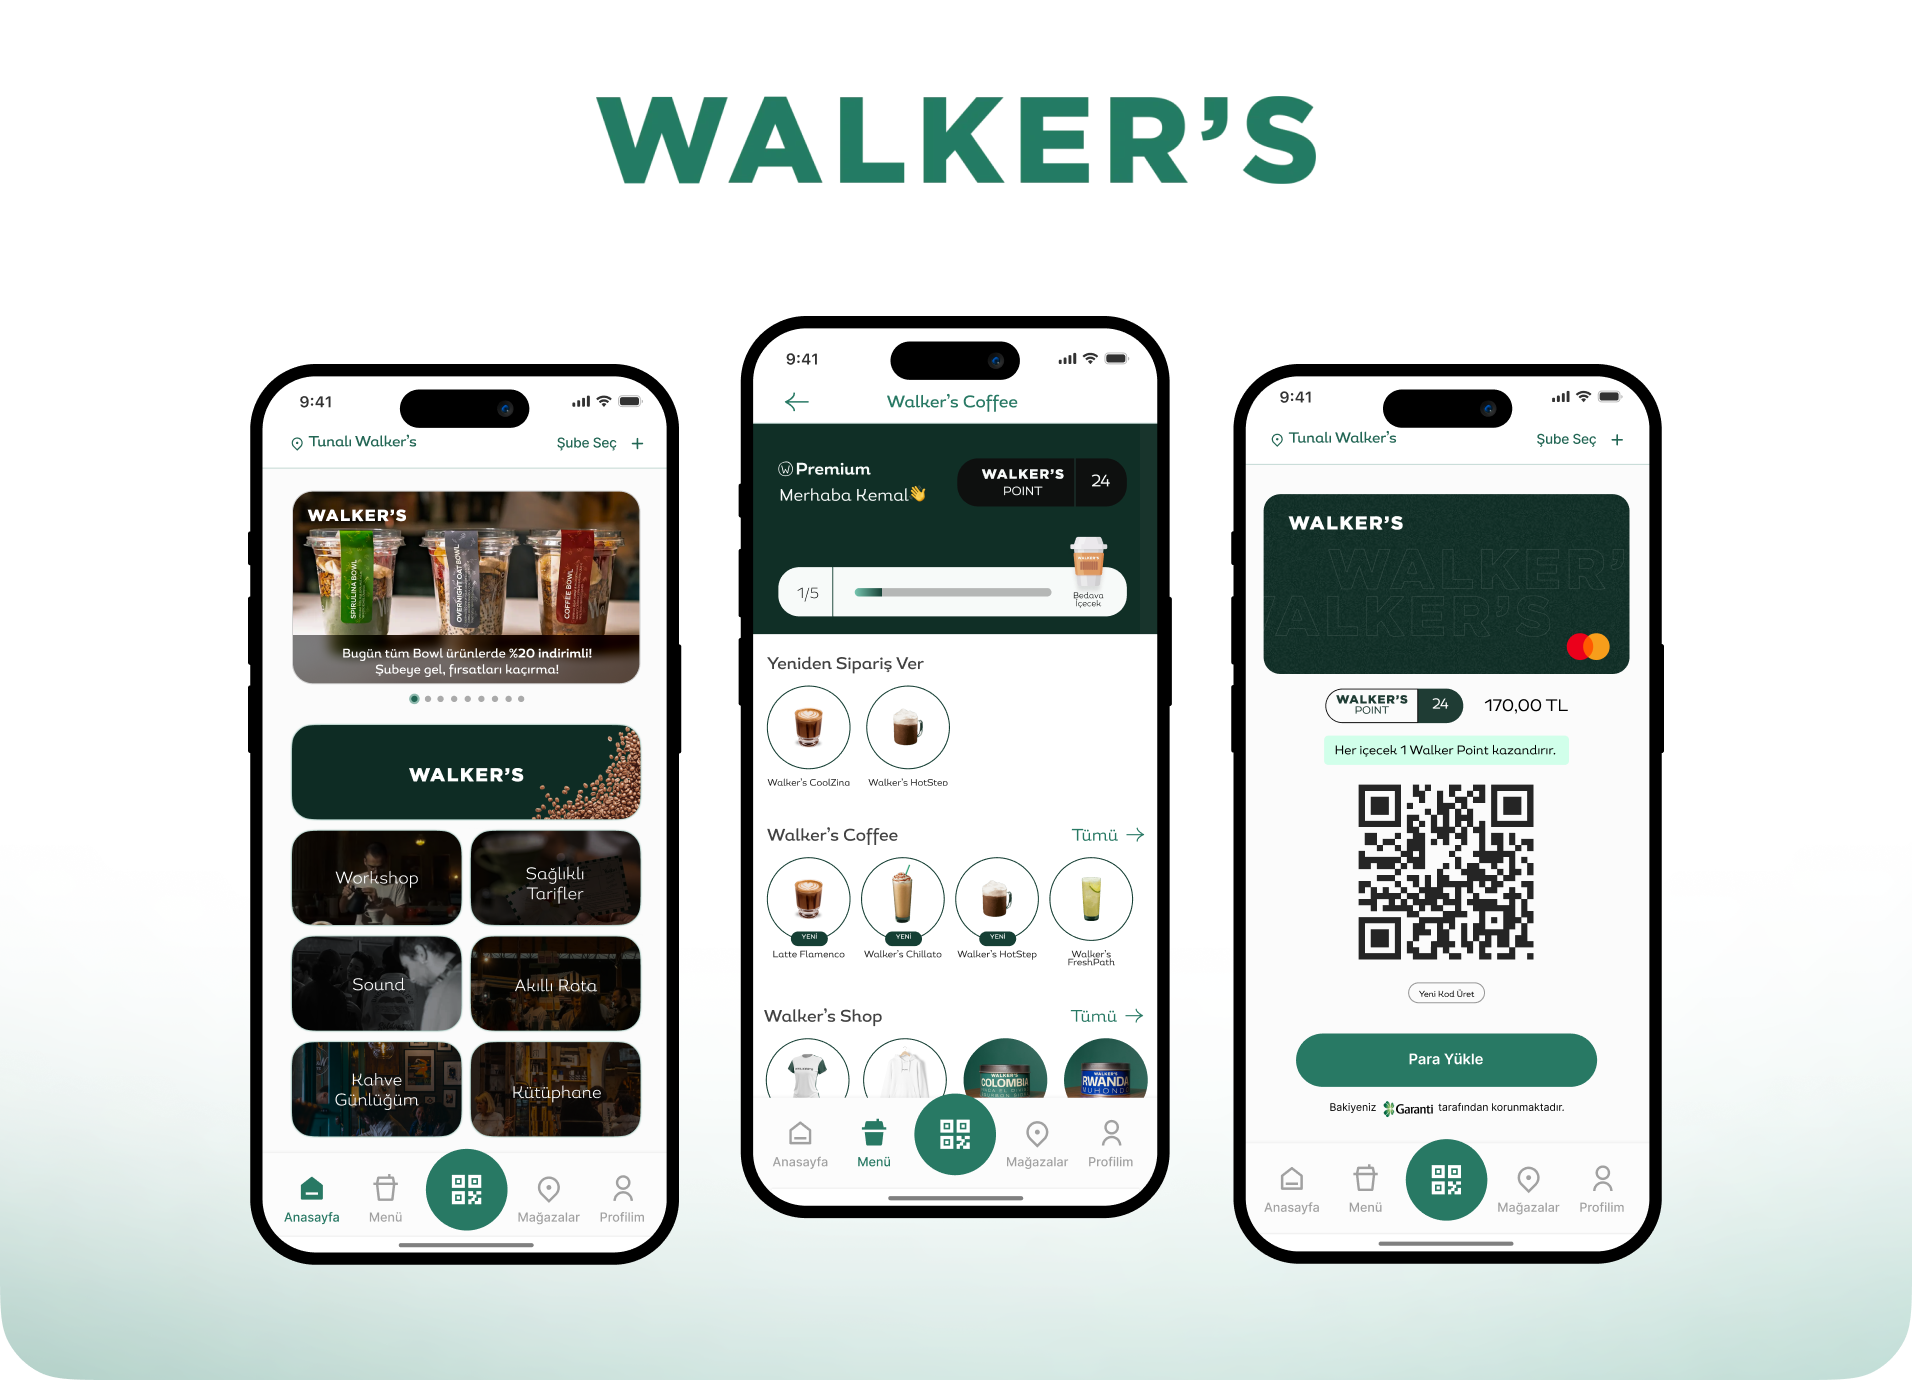 WALKER'S
9:41
Tunalı Walker's
Şube Seç +
WALKER'S
SPIRULINA BOWL
OVERNIGHT OAT BOWL
COFFEE BOWL
Bugün tüm Bowl ürünlerde %20 indirimli!
Şubeye gel, fırsatları kaçırma!
WALKER'S
Workshop
Sağlıklı
Tarifler
Sound
Akıllı Rota
Kahve
Günlüğüm
Kütüphane
Anasayfa
Menü
Mağazalar
Profilim
9:41
Walker's Coffee
W Premium
Merhaba Kemal👋
WALKER'S
POINT
24
1/5
WALKER'S
Bedava
İçecek
Yeniden Sipariş Ver
Walker's CoolZing
Walker's HotStep
Walker's Coffee
Tümü →
YENİ
YENİ
YENİ
Latte Flamenco
Walker's Chillato
Walker's HotStep
Walker's
FreshPath
Walker's Shop
Tümü →
WALKER'S
WALKER'S
COLOMBIA
WALKER'S
RWANDA
MUHONDO
Anasayfa
Menü
Mağazalar
Profilim
9:41
Tunalı Walker's
Şube Seç +
WALKER'S
WALKER'
WALKER'S
WALKER'S
POINT
24
170,00 TL
Her içecek 1 Walker Point kazandırır.
Yeni Kod Üret
Para Yükle
Bakiyeniz Garanti tarafından korunmaktadır.
Anasayfa
Menü
Mağazalar
Profilim